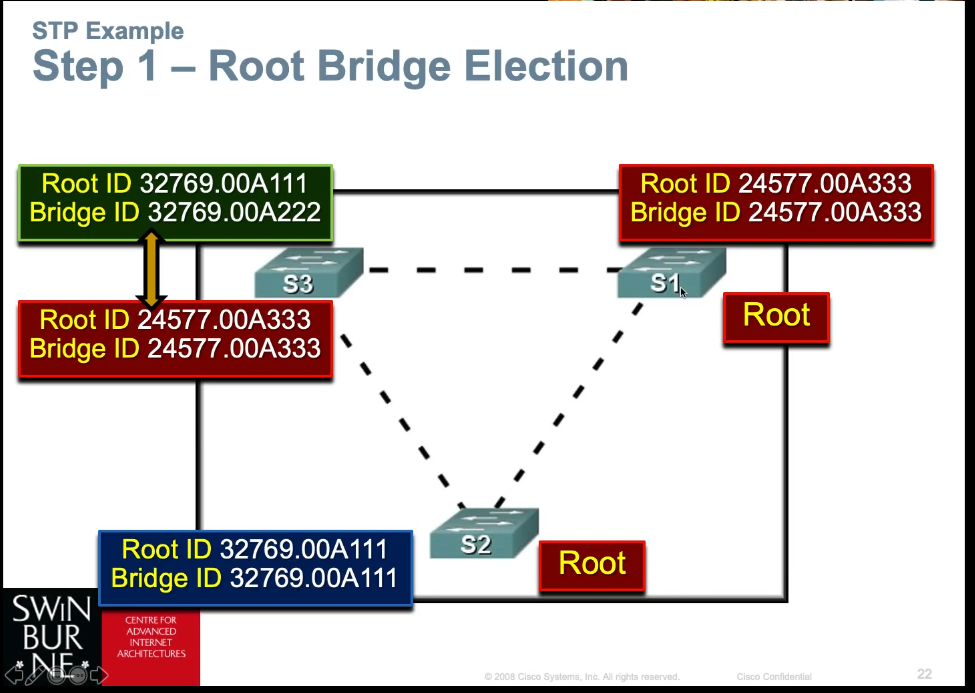 STP Example
Step 1 – Root Bridge Election
Root ID 32769.00A111
Bridge ID 32769.00A222
Root ID 24577.00A333
Bridge ID 24577.00A333
S3
S1
Root
Root ID 24577.00A333
Bridge ID 24577.00A333
S2
Root
Root ID 32769.00A111
Bridge ID 32769.00A111
SWIN
BUR
*NE*
CENTRE FOR
ADVANCED
INTERNET
ARCHITECTURES
© 2008 Cisco Systems, Inc. All rights reserved.
Cisco Confidential
22